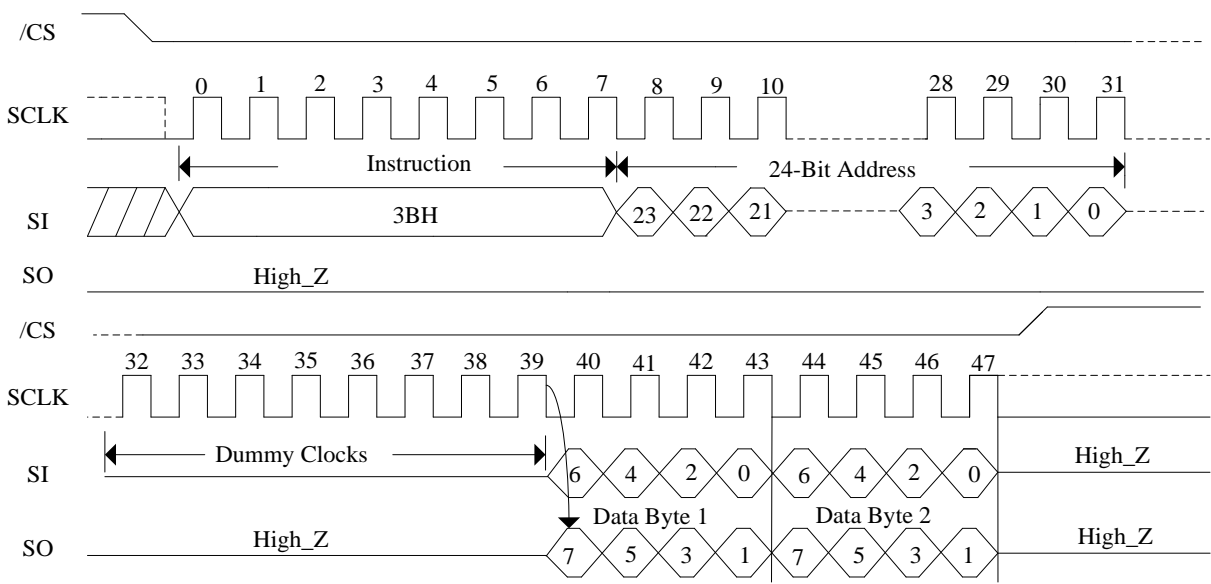 /CS
0 1 2 3 4 5 6 7 8 9 10 28 29 30 31
SCLK
Instruction 24-Bit Address
SI 3BH 23 22 21 3 2 1 0
SO High_Z
/CS
32 33 34 35 36 37 38 39 40 41 42 43 44 45 46 47
SCLK
Dummy Clocks
SI 6 4 2 0 6 4 2 0 High_Z
Data Byte 1 Data Byte 2
SO High_Z 7 5 3 1 7 5 3 1 High_Z